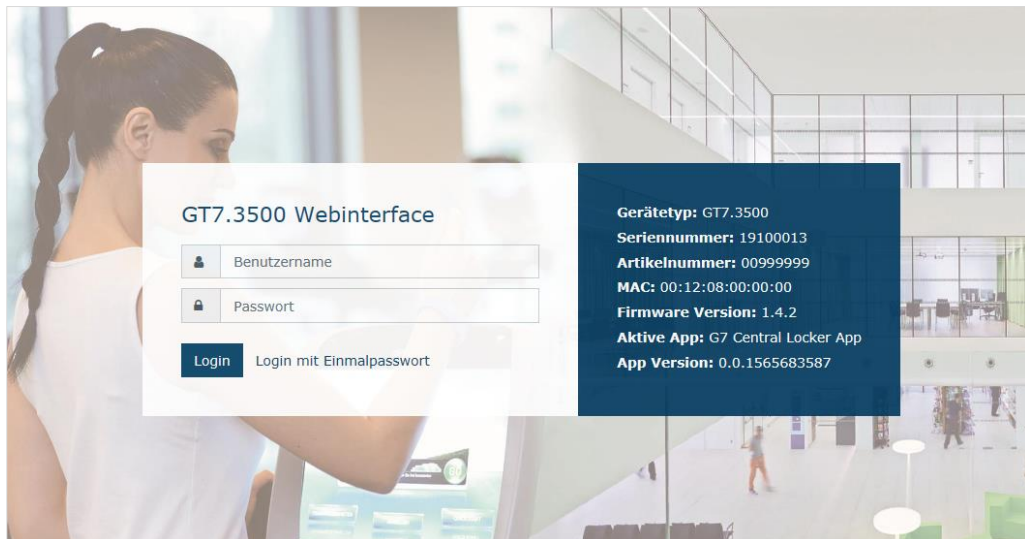 GT7.3500 Webinterface
Benutzername
Passwort
Login Login mit Einmalpasswort
Gerätetyp: GT7.3500
Seriennummer: 19100013
Artikelnummer: 00999999
MAC: 00:12:08:00:00:00
Firmware Version: 1.4.2
Aktive App: G7 Central Locker App
App Version: 0.0.1565683587